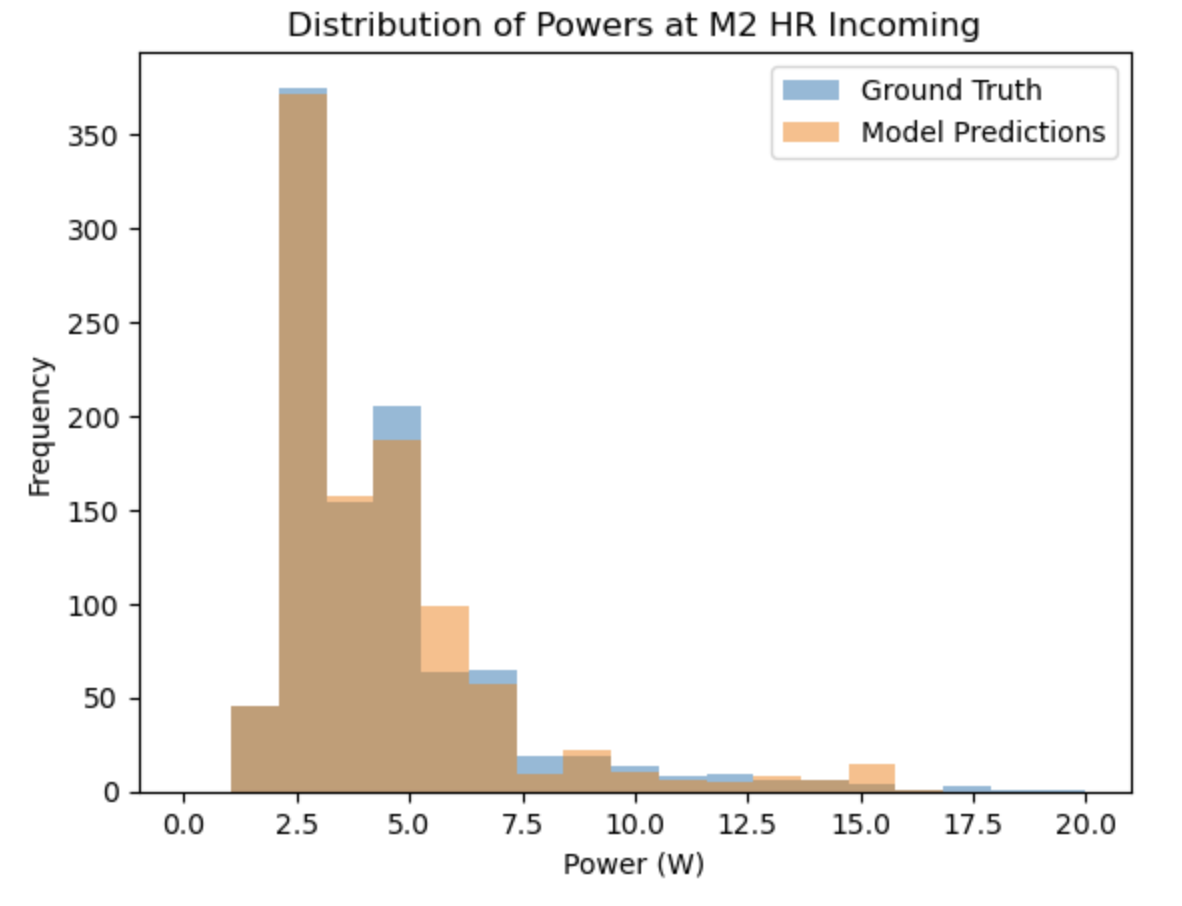 Distribution of Powers at M2 HR Incoming
Ground Truth
Model Predictions
350
300
250
200
150
100
50
0
Frequency
0.0 2.5 5.0 7.5 10.0 12.5 15.0 17.5 20.0
Power (W)